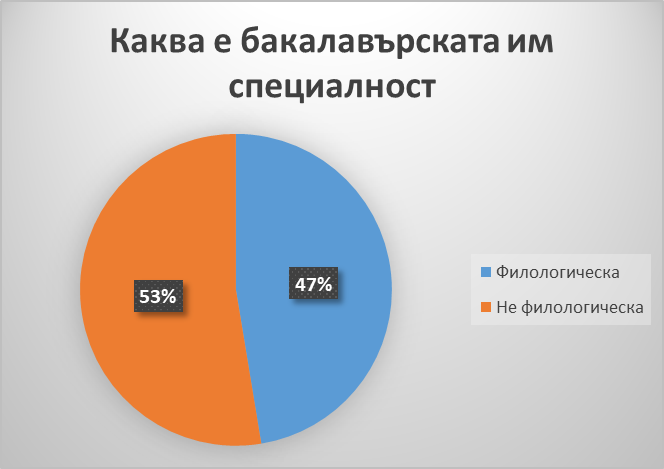 Каква е бакалавърската им
специалност
47%
53%
Филологическа
Не филологическа